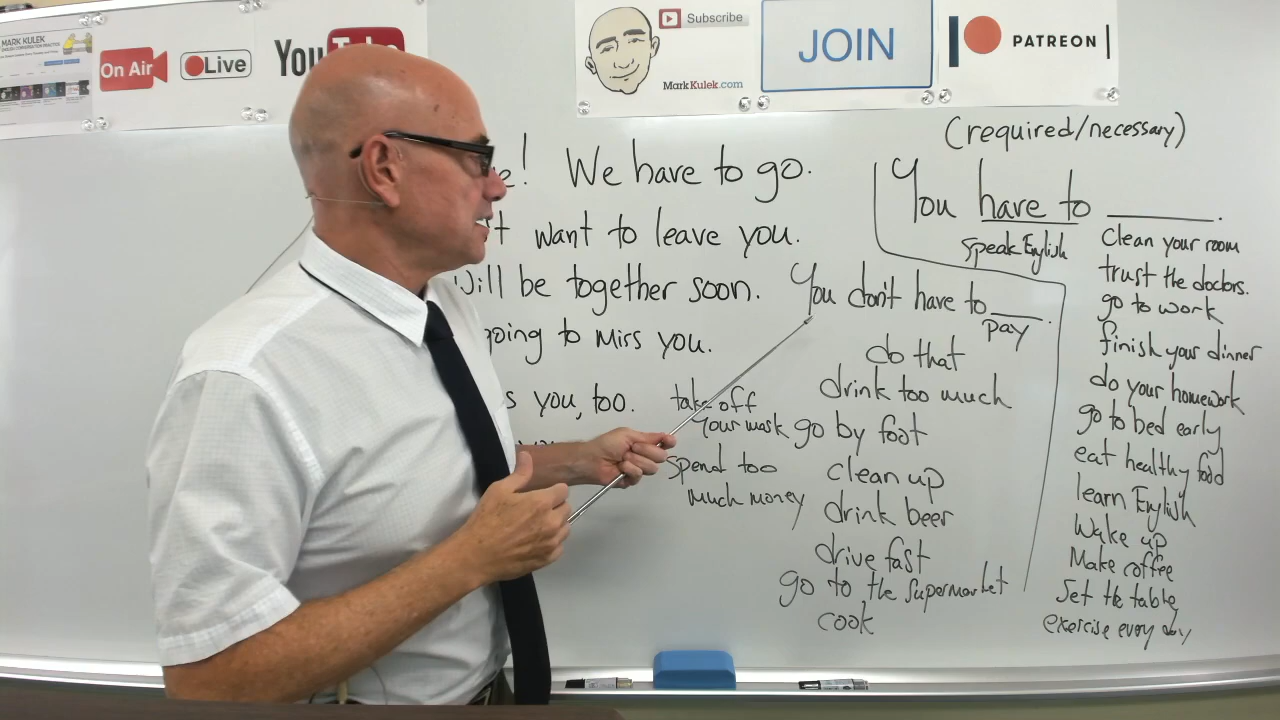 MARK KULEK
On Air
Live
YouTube
Subscribe
MarkKulek.com
JOIN
PATREON
e! We have to go.
't want to leave you.
will be together soon.
going to miss you.
s you, too.
(required/necessary)
You have to ______.
Speak English
Clean your room
trust the doctors.
go to work
finish your dinner
do your homework
go to bed early
eat healthy food
learn English
Wake up
Make coffee
Set the table
exercise every day
You don't have to ____.
pay
do that
drink too much
go by foot
clean up
drink beer
drive fast
go to the supermarket
cook
take off
your mask
spend too
much money